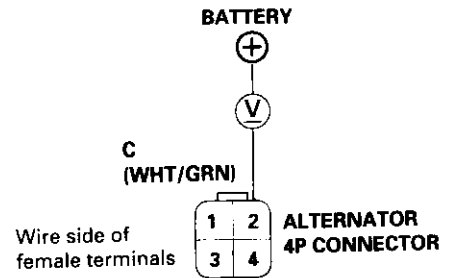 BATTERY
+
V
C
(WHT/GRN)
1 2
3 4
ALTERNATOR
4P CONNECTOR
Wire side of
female terminals